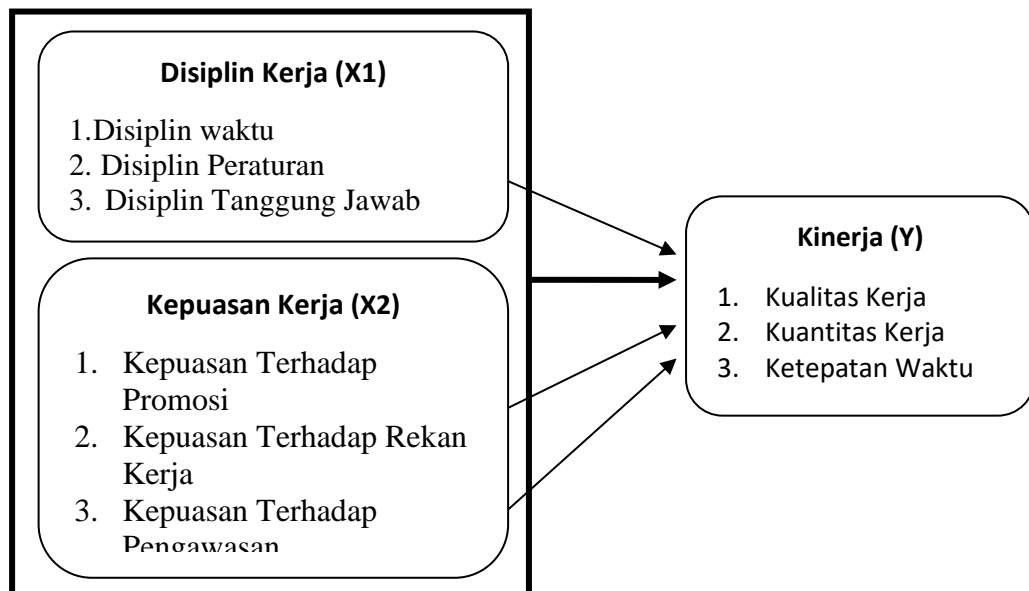 Disiplin Kerja (X1)
1.Disiplin waktu
2. Disiplin Peraturan
3. Disiplin Tanggung Jawab
Kepuasan Kerja (X2)
1. Kepuasan Terhadap
Promosi
2. Kepuasan Terhadap Rekan
Kerja
3. Kepuasan Terhadap
Pengawasan
Kinerja (Y)
1. Kualitas Kerja
2. Kuantitas Kerja
3. Ketepatan Waktu